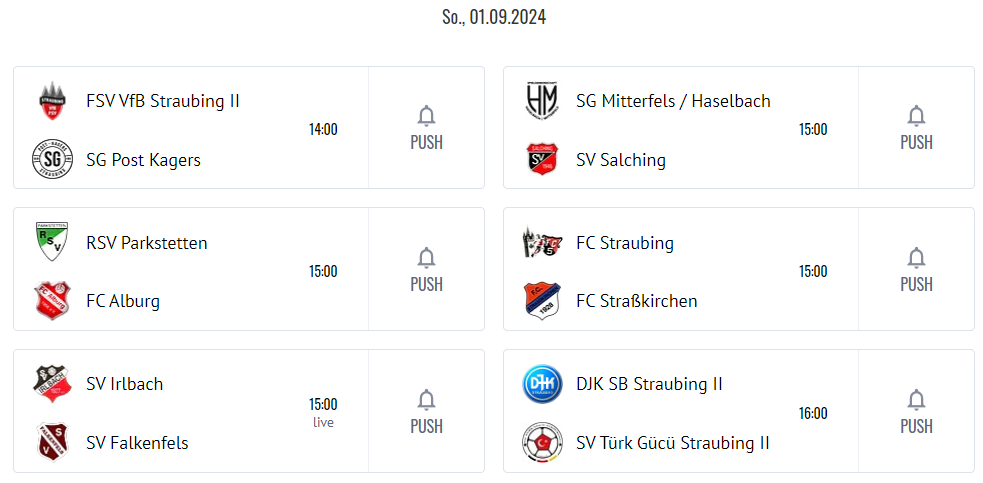 So., 01.09.2024
FSV VfB Straubing II
14:00
SG Post Kagers
PUSH
SG Mitterfels / Haselbach
15:00
SV Salching
PUSH
RSV Parkstetten
15:00
FC Alburg
PUSH
FC Straubing
15:00
FC Straßkirchen
PUSH
SV Irlbach
15:00
live
SV Falkenfels
PUSH
DJK SB Straubing II
16:00
SV Türk Gücü Straubing II
PUSH